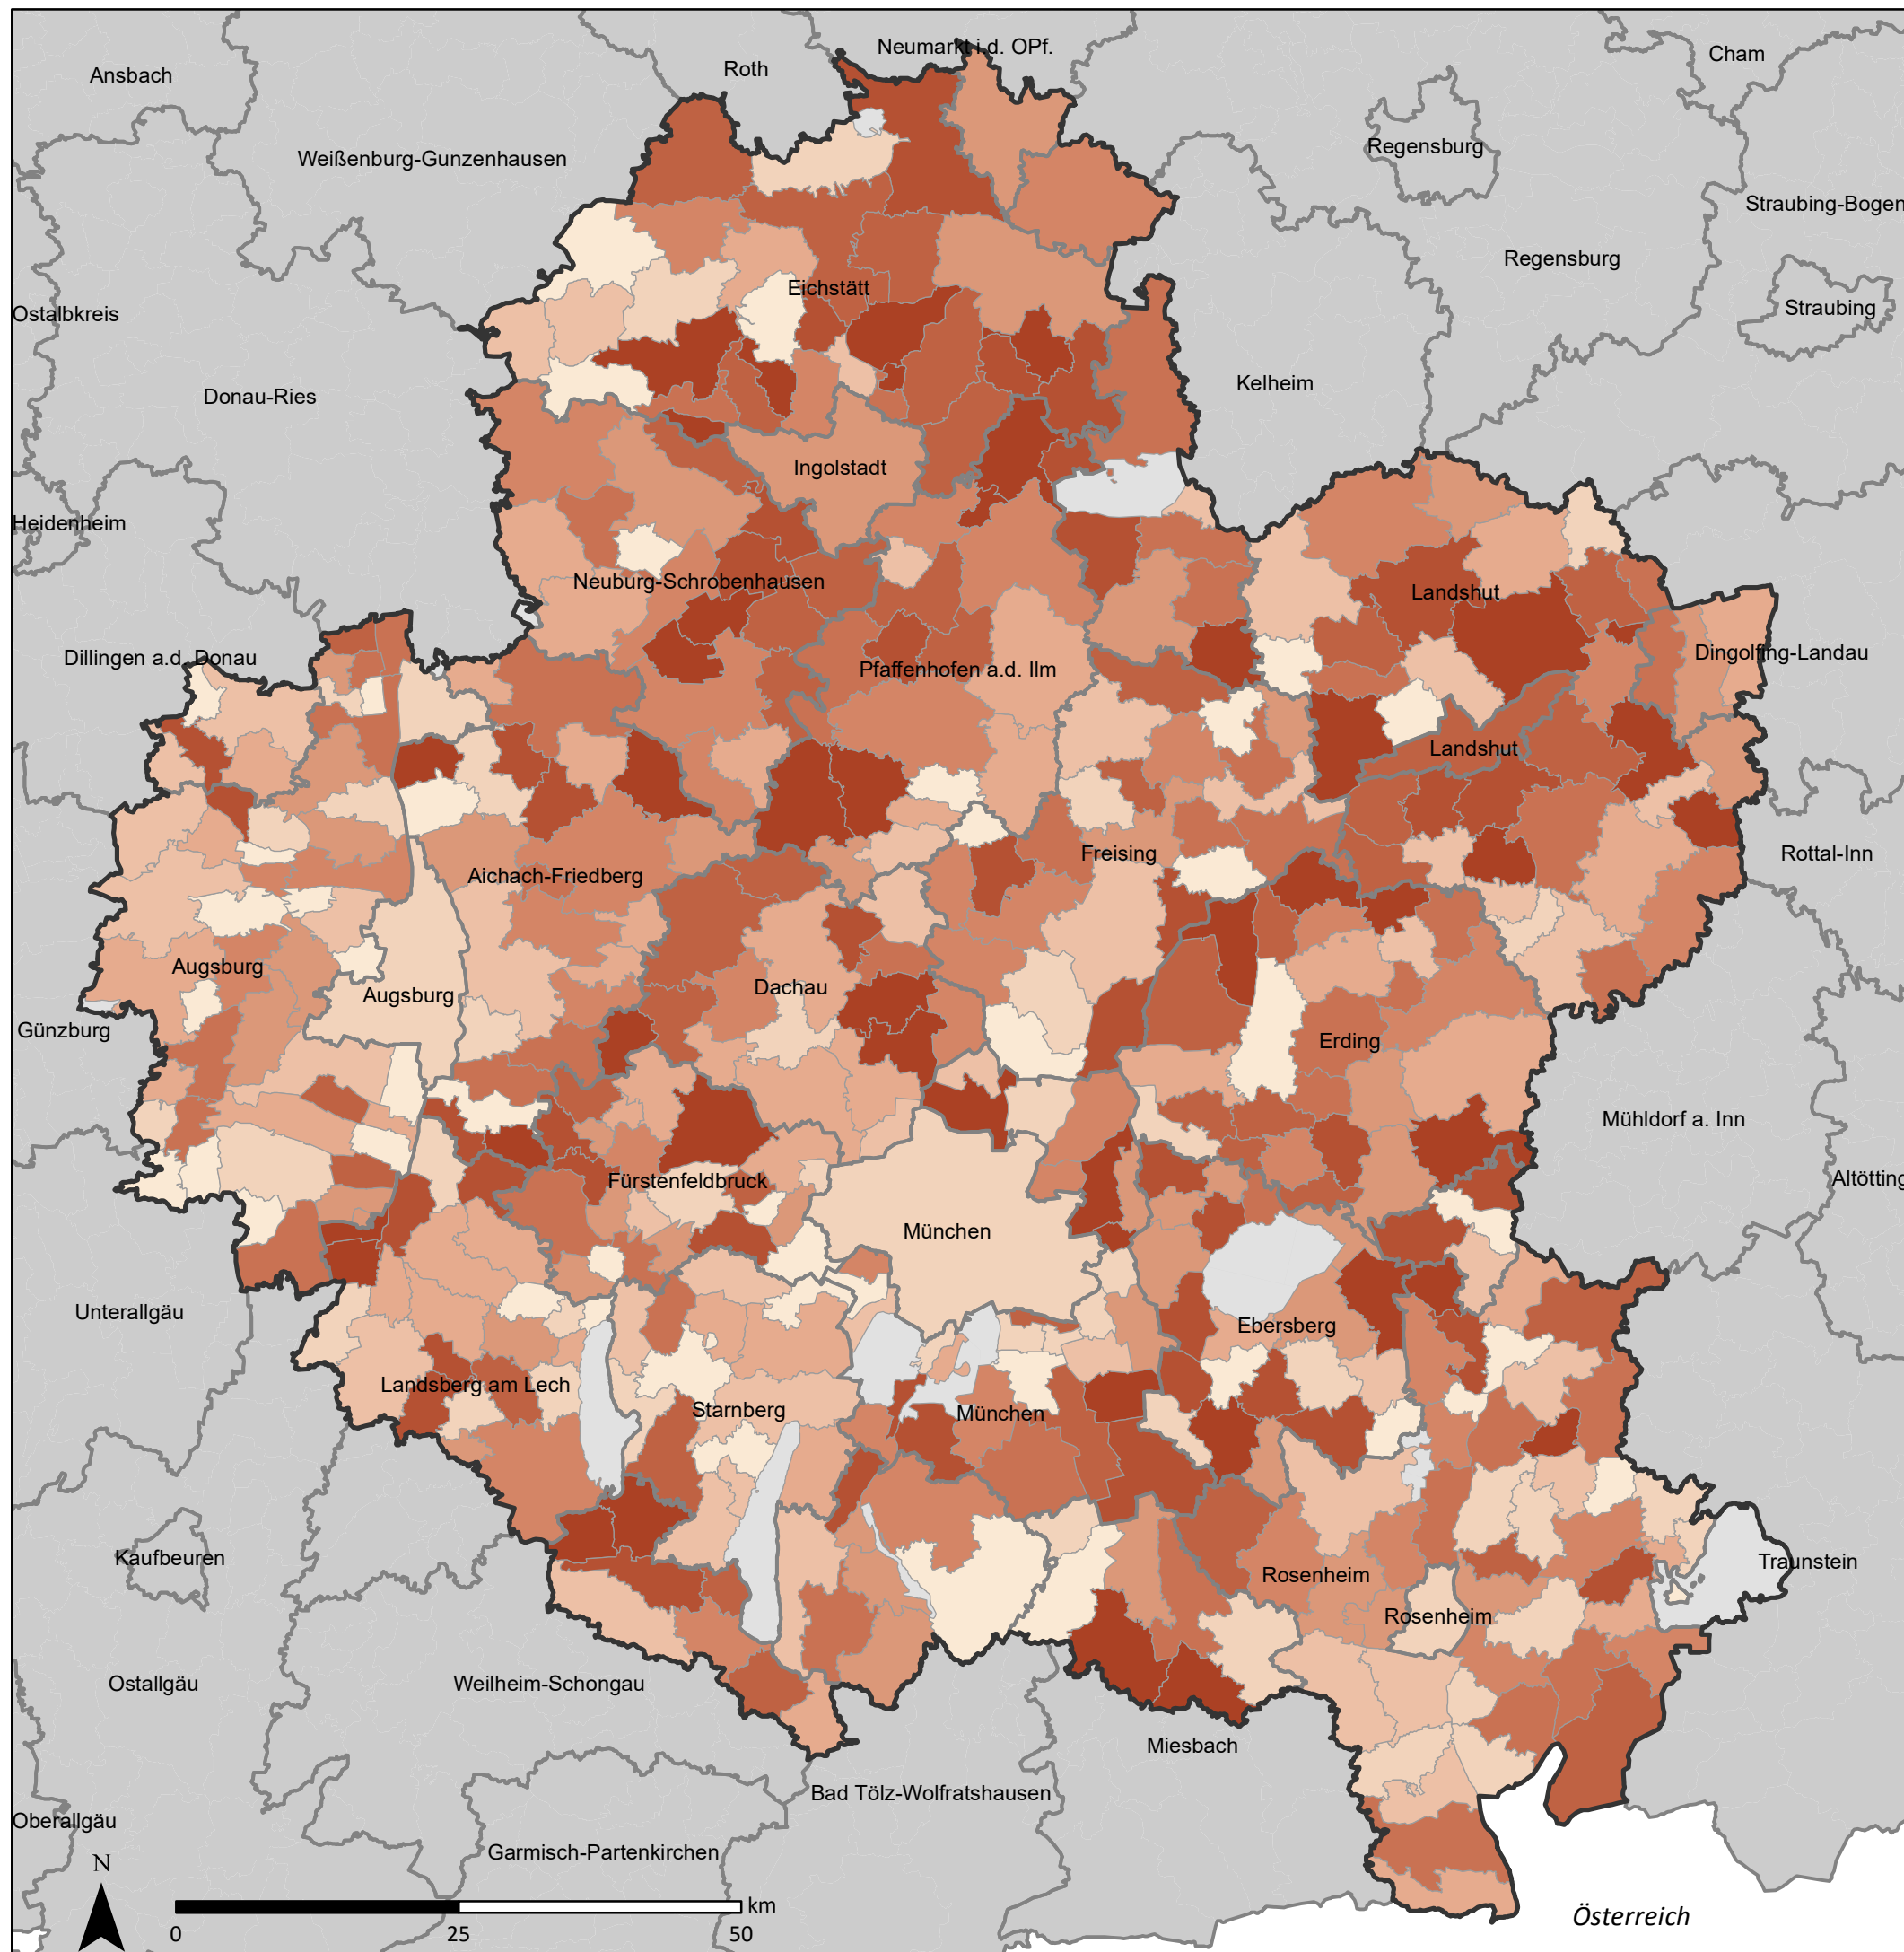 Neumarkt i.d. OPf.
Cham
Roth
Ansbach
Regensburg
Weißenburg-Gunzenhausen
Straubing-Bogen
Regensburg
Eichstätt
Straubing
Ostalbkreis
Kelheim
Donau-Ries
Ingolstadt
Heidenheim
Neuburg-Schrobenhausen
Landshut
Dingolfing-Landau
Dillingen a.d. Donau
Pfaffenhofen a.d. Ilm
Landshut
Freising
Rottal-Inn
Aichach-Friedberg
Augsburg
Dachau
Augsburg
Günzburg
Erding
Mühldorf a. Inn
Fürstenfeldbruck
Altötting
München
Unterallgäu
Ebersberg
Landsberg am Lech
Starnberg
München
Kaufbeuren
Traunstein
Rosenheim
Rosenheim
Ostallgäu
Weilheim-Schongau
Miesbach
Bad Tölz-Wolfratshausen
Oberallgäu
Garmisch-Partenkirchen
N
km
0 25 50
Österreich